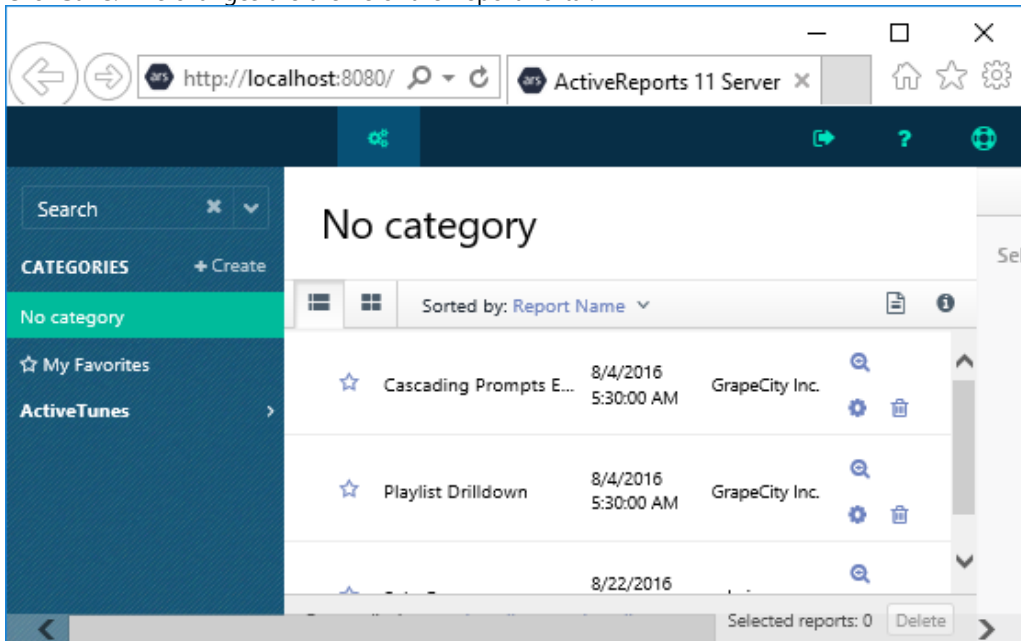 http://localhost:8080/
ars
ars
ActiveReports 11 Server
?
Search
CATEGORIES
+ Create
No category
My Favorites
ActiveTunes
No category
Sorted by: Report Name
Cascading Prompts E...
8/4/2016
5:30:00 AM
GrapeCity Inc.
Playlist Drilldown
8/4/2016
5:30:00 AM
GrapeCity Inc.
8/22/2016
Selected reports: 0
Delete